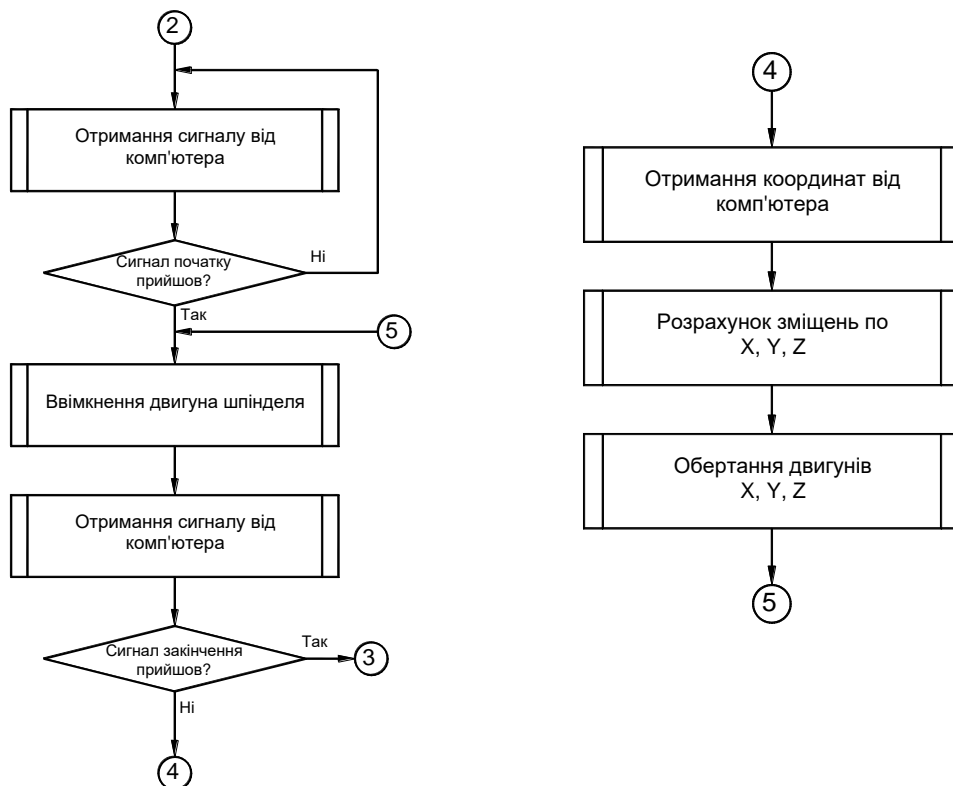 2
Отримання сигналу від
комп'ютера
Сигнал початку
прийшов?
Ні
Так
5
Ввімкнення двигуна шпінделя
Отримання сигналу від
комп'ютера
Сигнал закінчення
прийшов?
Так
3
Ні
4
4
Отримання координат від
комп'ютера
Розрахунок зміщень по
X, Y, Z
Обертання двигунів
X, Y, Z
5